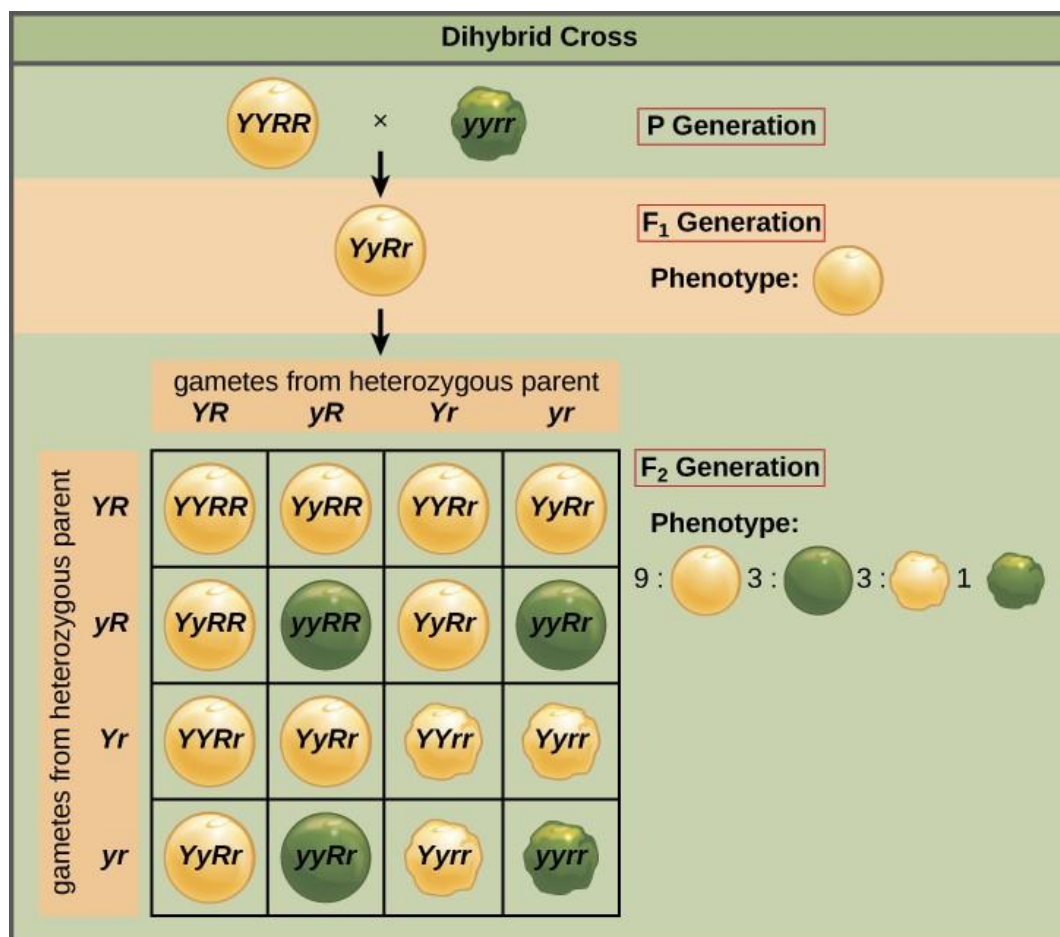 Dihybrid Cross
YYRR × yyrr
P Generation
YyRr
F₁ Generation
Phenotype:
gametes from heterozygous parent
YR yR Yr yr
gametes from heterozygous parent
YR YYRR YyRR YYRr YyRr
yR YyRR yyRR YyRr yyRr
Yr YYRr YyRr YYrr Yyrr
yr YyRr yyRr Yyrr yyrr
F₂ Generation
Phenotype:
9 : 3 : 3 : 1